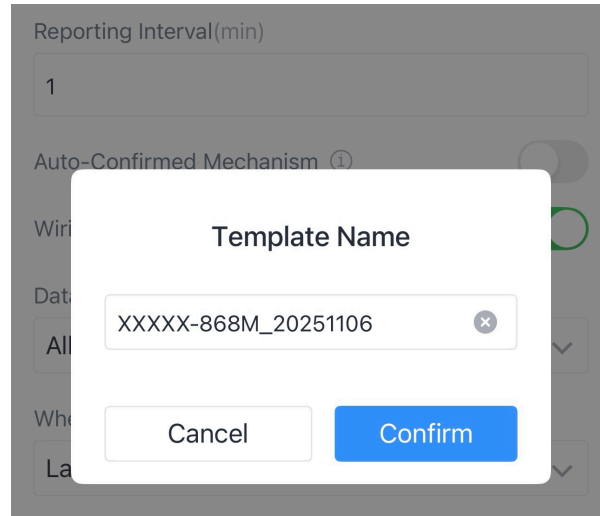 Reporting Interval(min)
1
Auto-Confirmed Mechanism
Template Name
XXXXX-868M_20251106
Cancel
Confirm